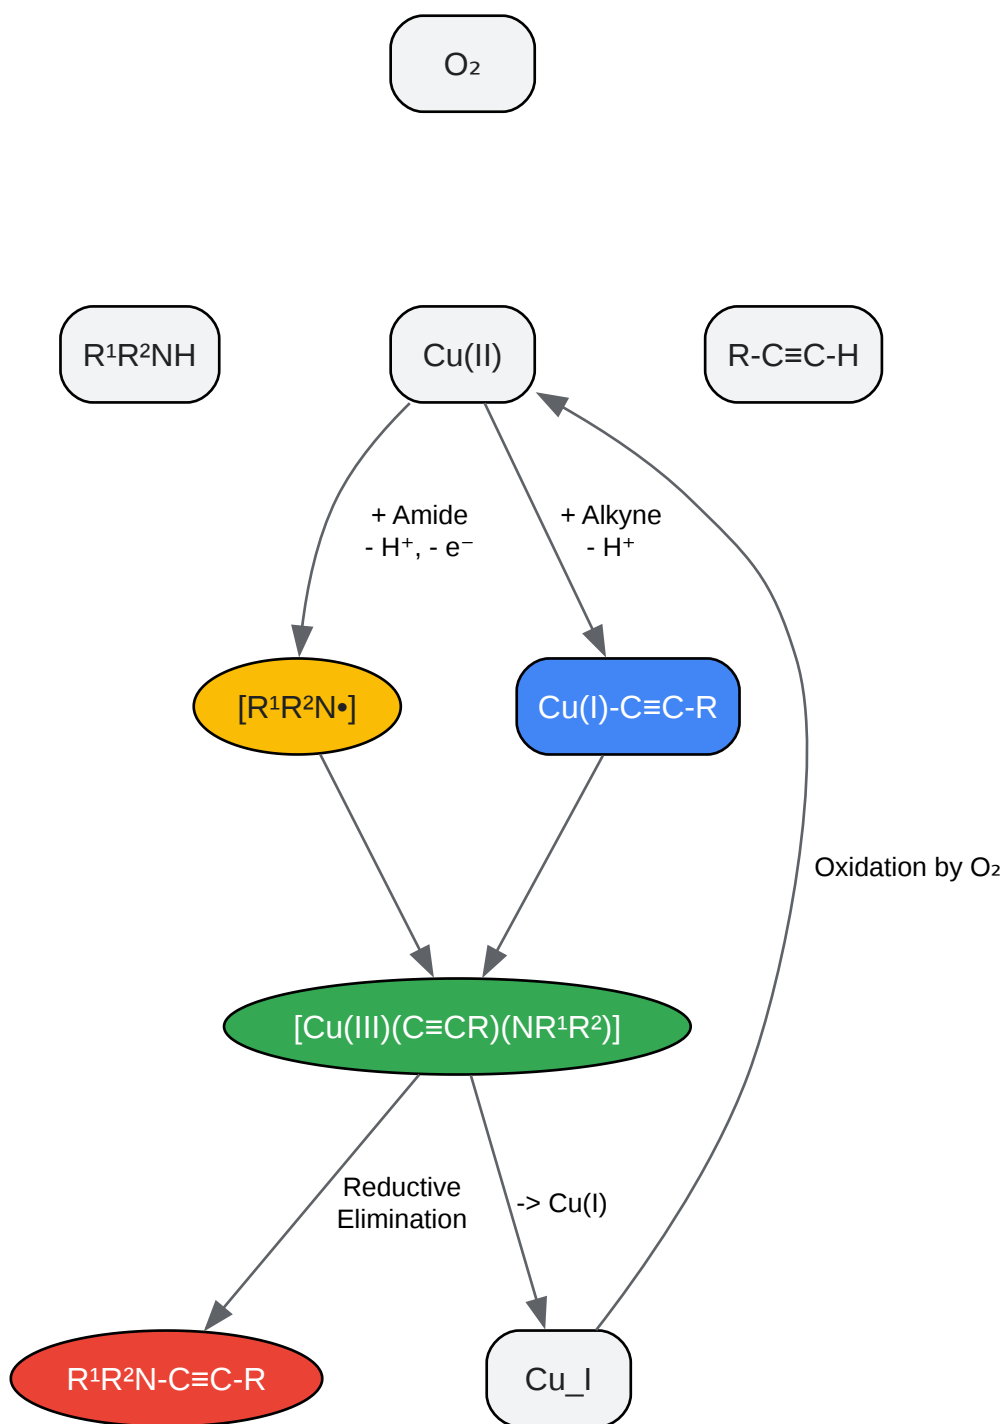 O₂
R¹R²NH
Cu(II)
R-C≡C-H
+ Amide
- H⁺, - e⁻
+ Alkyne
- H⁺
[R¹R²N•]
Cu(I)-C≡C-R
Oxidation by O₂
[Cu(III)(C≡CR)(NR¹R²)]
Reductive
Elimination
-> Cu(I)
R¹R²N-C≡C-R
Cu_I